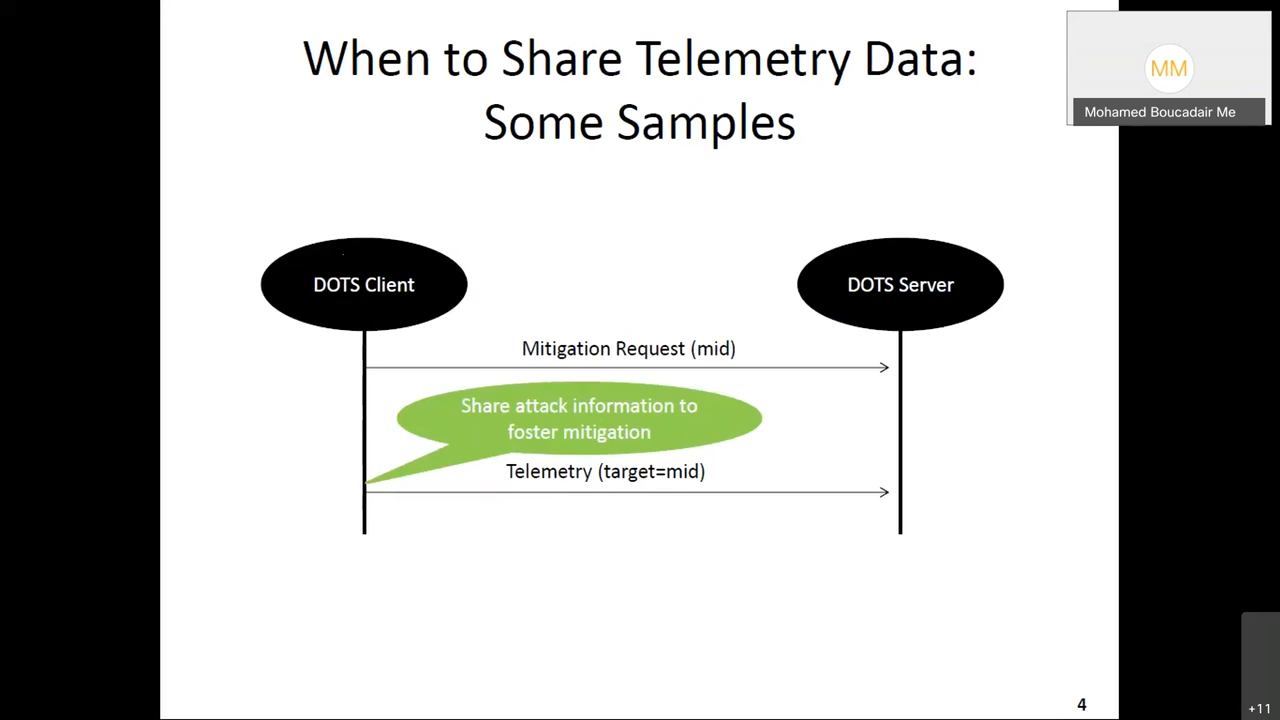 When to Share Telemetry Data:
Some Samples
MM
Mohamed Boucadair Me
DOTS Client
DOTS Server
Mitigation Request (mid)
Share attack information to
foster mitigation
Telemetry (target=mid)
4
+11